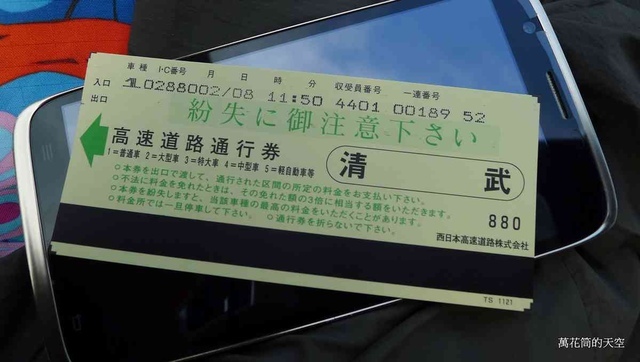 車種 I・C番号 月 日 時 分 収受員番号 一連番号
入口 1 0288002/08 11:50 4401 00189 52
出口
紛失に御注意下さい
高速道路通行券
1=普通車 2=大型車 3=特大車 4=中型車 5=軽自動車等
清武
○本券を出口で渡して、通行された区間の所定の料金をお支払い下さい。
○不法に料金を免れたときは、その免れた額の3倍に相当する額をいただきます。
○本券を紛失しますと、当該車種の最高の料金をいただくことがあります。
○料金所では一旦停車して下さい。 ○通行券を折らないで下さい。
880
西日本高速道路株式会社
TS 1121
萬花筒的天空